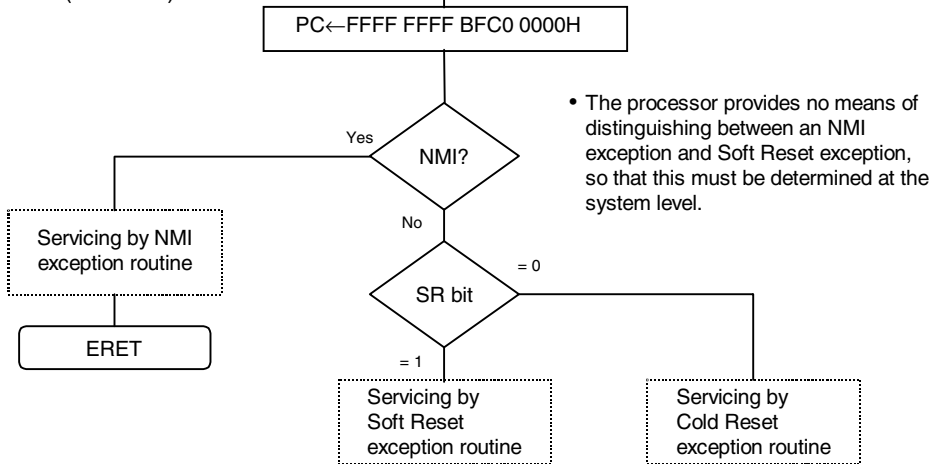 PC←FFFF FFFF BFC0 0000H
• The processor provides no means of
distinguishing between an NMI
exception and Soft Reset exception,
so that this must be determined at the
system level.
Yes
NMI?
No
Servicing by NMI
exception routine
= 0
SR bit
ERET
= 1
Servicing by
Soft Reset
exception routine
Servicing by
Cold Reset
exception routine